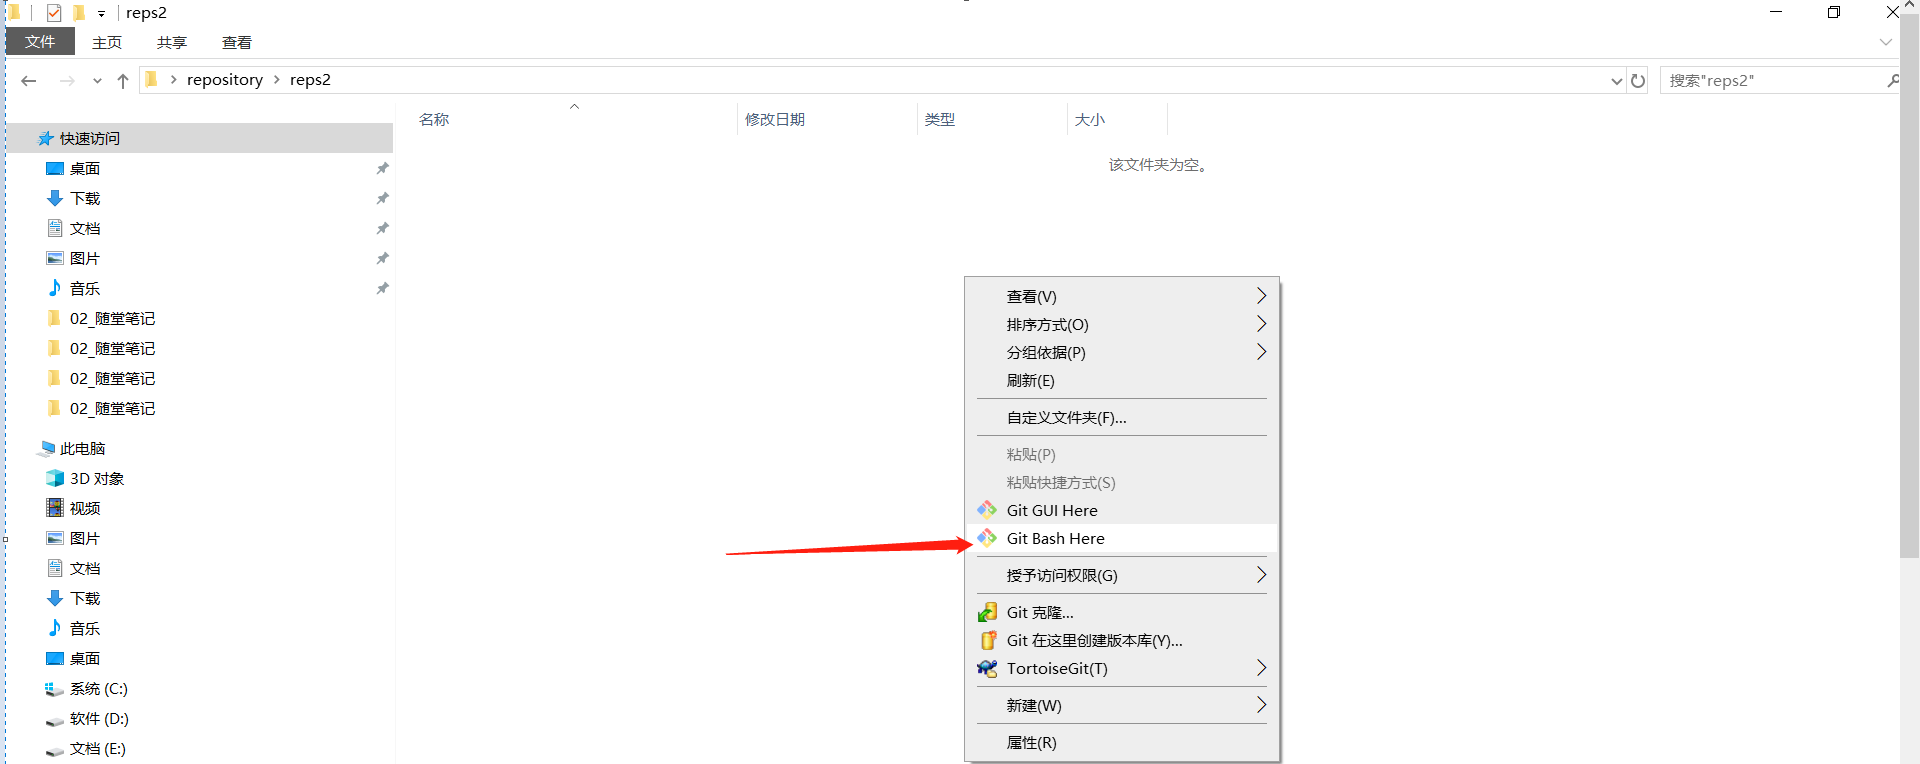 reps2
文件 主页 共享 查看
repository reps2 搜索"reps2"
名称 修改日期 类型 大小
该文件夹为空。
快速访问
桌面
下载
文档
图片
音乐
02_随堂笔记
02_随堂笔记
02_随堂笔记
02_随堂笔记
此电脑
3D 对象
视频
图片
文档
下载
音乐
桌面
系统 (C:)
软件 (D:)
文档 (E:)
查看(V)
排序方式(O)
分组依据(P)
刷新(E)
自定义文件夹(F)...
粘贴(P)
粘贴快捷方式(S)
Git GUI Here
Git Bash Here
授予访问权限(G)
Git 克隆...
Git 在这里创建版本库(Y)...
TortoiseGit(T)
新建(W)
属性(R)